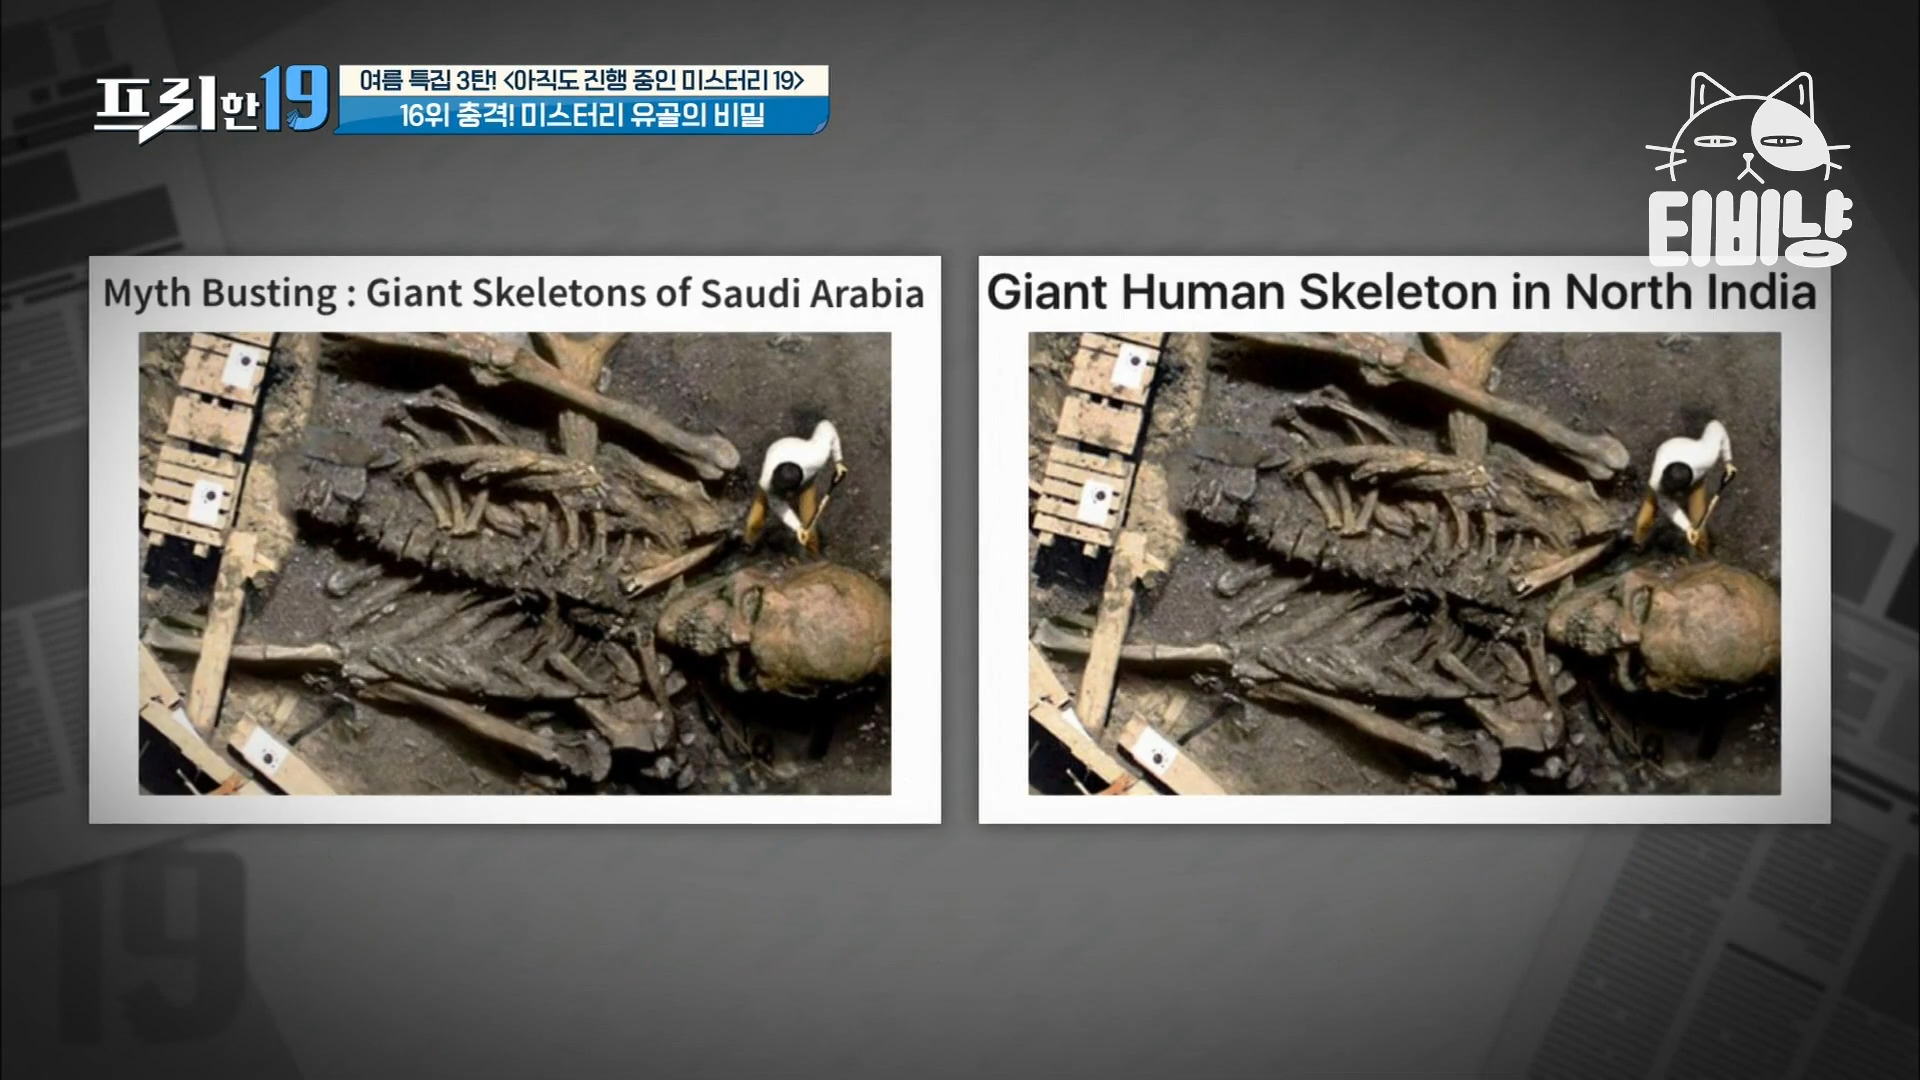 프리한19
여름 특집 3탄! <아직도 진행 중인 미스터리 19>
16위 충격! 미스터리 유골의 비밀
티비냥
Myth Busting : Giant Skeletons of Saudi Arabia
Giant Human Skeleton in North India
19